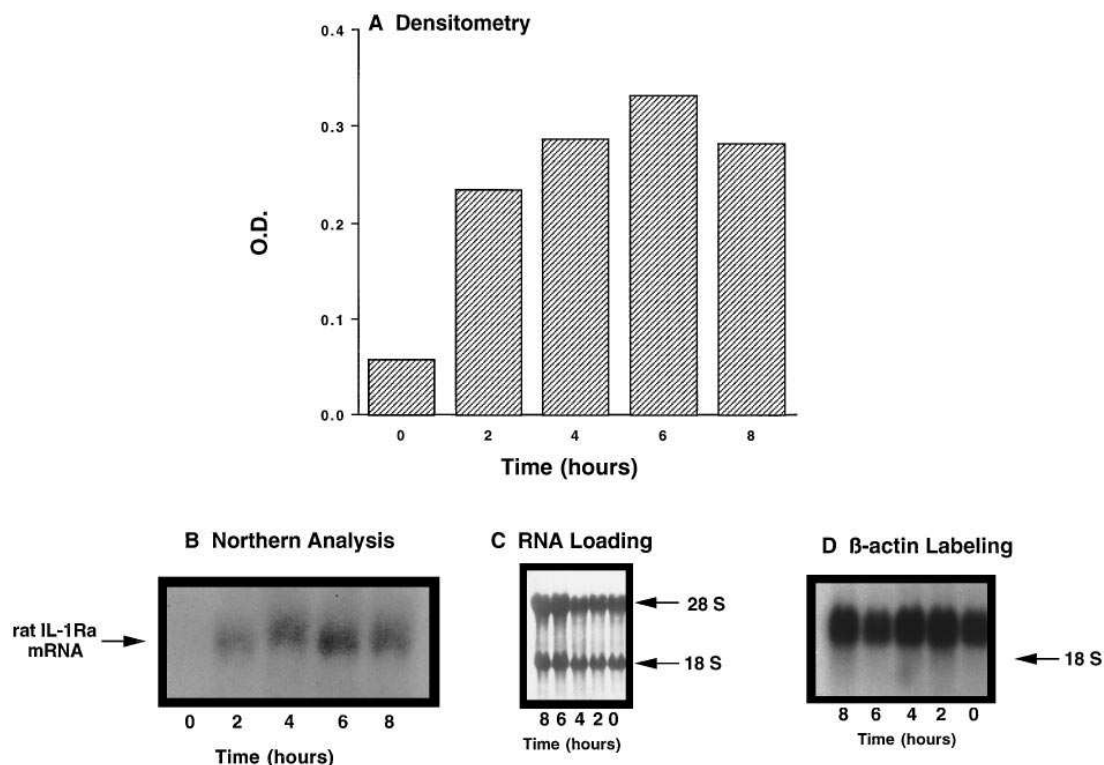 A Densitometry
0.4
0.3
0.2
0.1
0.0
O.D.
0 2 4 6 8
Time (hours)
B Northern Analysis
rat IL-1Ra
mRNA
0 2 4 6 8
Time (hours)
C RNA Loading
28 S
18 S
8 6 4 2 0
Time (hours)
D ß-actin Labeling
18 S
8 6 4 2 0
Time (hours)